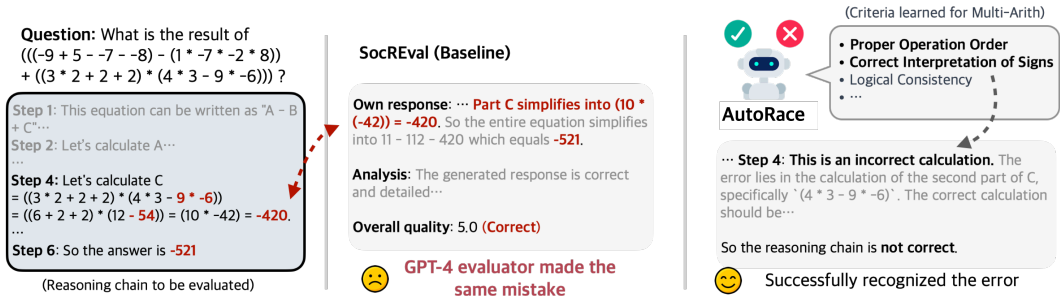 Question: What is the result of
(((-9 + 5 - -7 - -8) - (1 * -7 * -2 * 8))
+ ((3 * 2 + 2 + 2) * (4 * 3 - 9 * -6))) ?
Step 1: This equation can be written as "A - B
+ C"⋯
Step 2: Let's calculate A⋯
⋯
Step 4: Let's calculate C
= ((3 * 2 + 2 + 2) * (4 * 3 - 9 * -6))
= ((6 + 2 + 2) * (12 - 54)) = (10 * -42) = -420.
⋯
Step 6: So the answer is -521
(Reasoning chain to be evaluated)
SocREval (Baseline)
Own response: ⋯ Part C simplifies into (10 *
(-42)) = -420. So the entire equation simplifies
into 11 - 112 - 420 which equals -521.
Analysis: The generated response is correct
and detailed⋯
Overall quality: 5.0 (Correct)
GPT-4 evaluator made the
same mistake
(Criteria learned for Multi-Arith)
• Proper Operation Order
• Correct Interpretation of Signs
• Logical Consistency
• ⋯
AutoRace
⋯ Step 4: This is an incorrect calculation. The
error lies in the calculation of the second part of C,
specifically `(4 * 3 - 9 * -6)`. The correct calculation
should be⋯
So the reasoning chain is not correct.
Successfully recognized the error